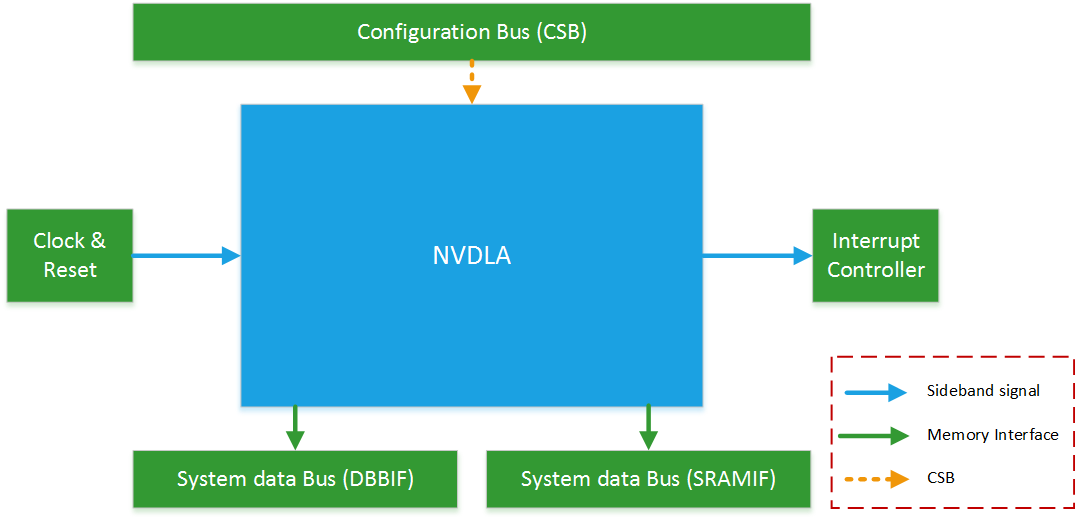 Configuration Bus (CSB)
Clock &
Reset
NVDLA
Interrupt
Controller
System data Bus (DBBIF)
System data Bus (SRAMIF)
Sideband signal
Memory Interface
CSB